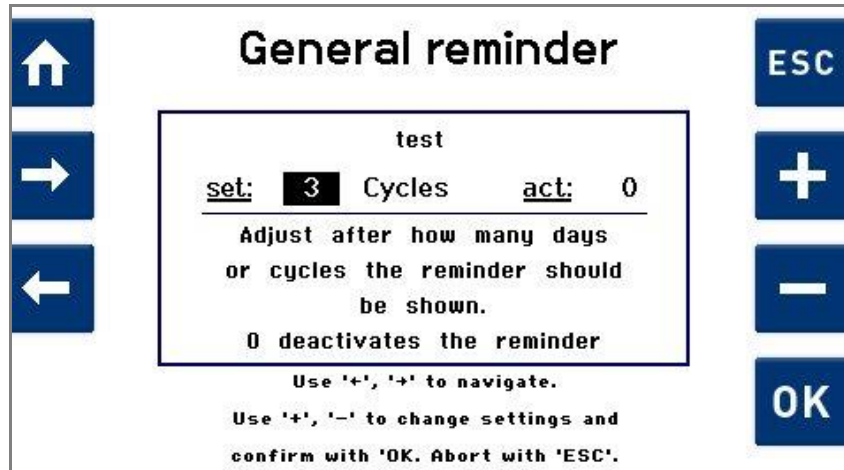 General reminder
ESC
test
set: 3 Cycles act: 0
Adjust after how many days
or cycles the reminder should
be shown.
0 deactivates the reminder
Use '←', '→' to navigate.
Use '+', '-' to change settings and
confirm with 'OK. Abort with 'ESC'.
OK